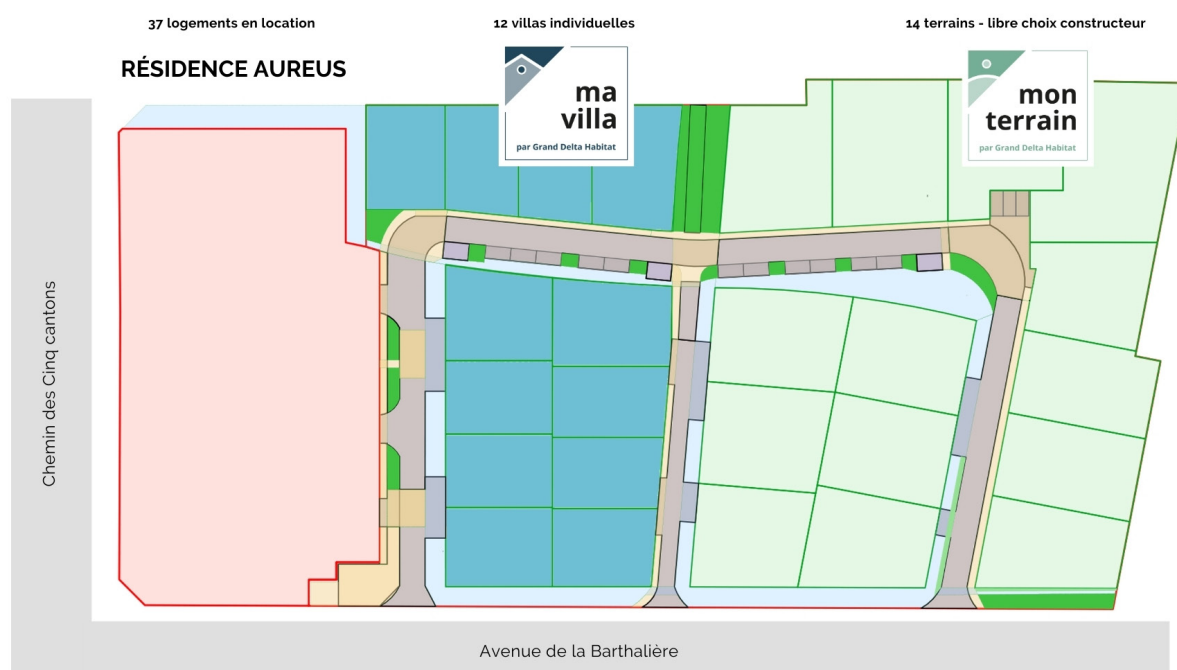 37 logements en location
12 villas individuelles
14 terrains - libre choix constructeur
RÉSIDENCE AUREUS
ma
villa
par Grand Delta Habitat
mon
terrain
par Grand Delta Habitat
Chemin des Cinq cantons
Avenue de la Barthalière